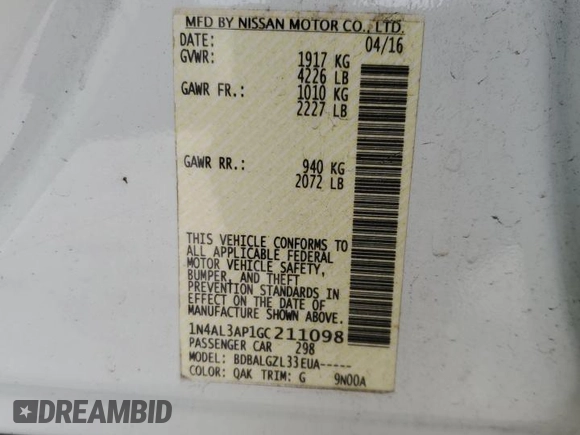 MFD BY NISSAN MOTOR CO., LTD.
DATE: 04/16
GVWR: 1917 KG
4226 LB
GAWR FR.: 1010 KG
2227 LB
GAWR RR.: 940 KG
2072 LB
THIS VEHICLE CONFORMS TO
ALL APPLICABLE FEDERAL
MOTOR VEHICLE SAFETY,
BUMPER, AND THEFT
PREVENTION STANDARDS IN
EFFECT ON THE DATE OF
MANUFACTURE SHOWN ABOVE.
1N4AL3AP1GC211098
PASSENGER CAR 298
MODEL: BDBALGZL33EUA-----
COLOR: QAK TRIM: G 9N00A
DREAMBID